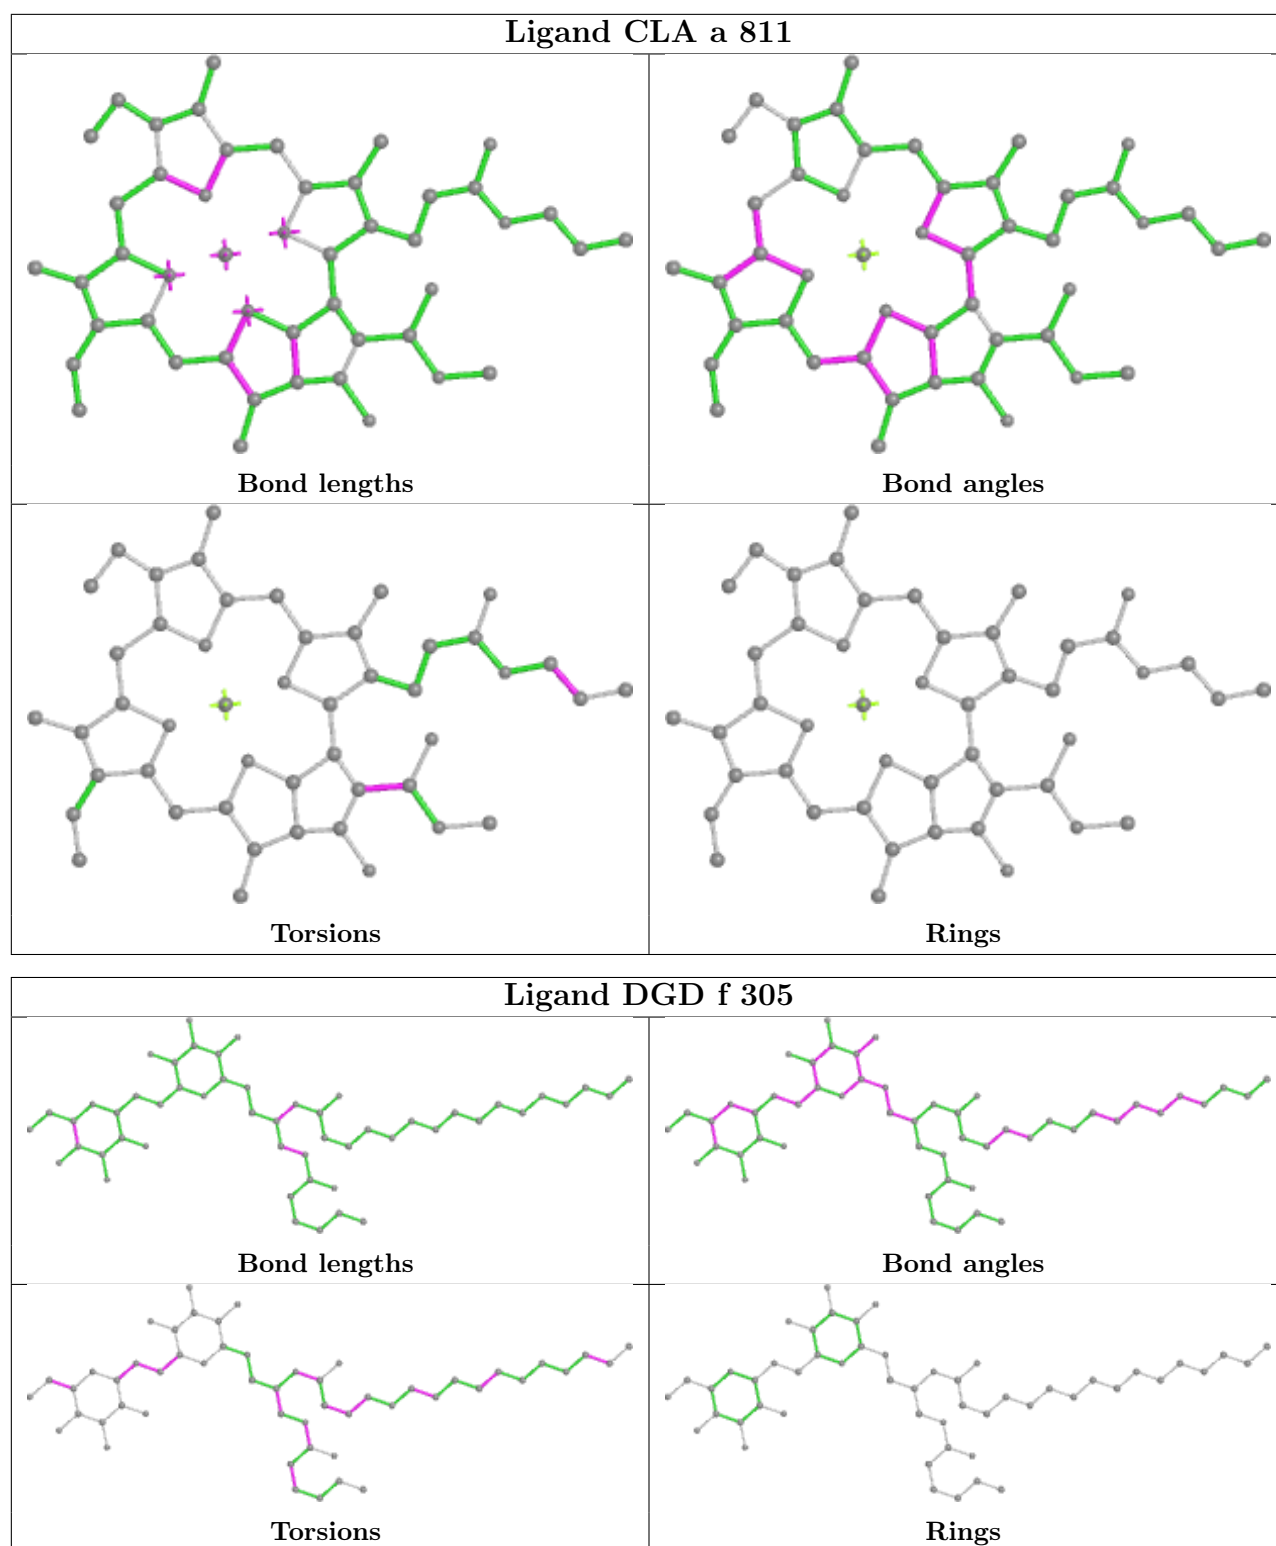 Ligand CLA a 811
Bond lengths
Bond angles
Torsions
Rings
Ligand DGD f 305
Bond lengths
Bond angles
Torsions
Rings